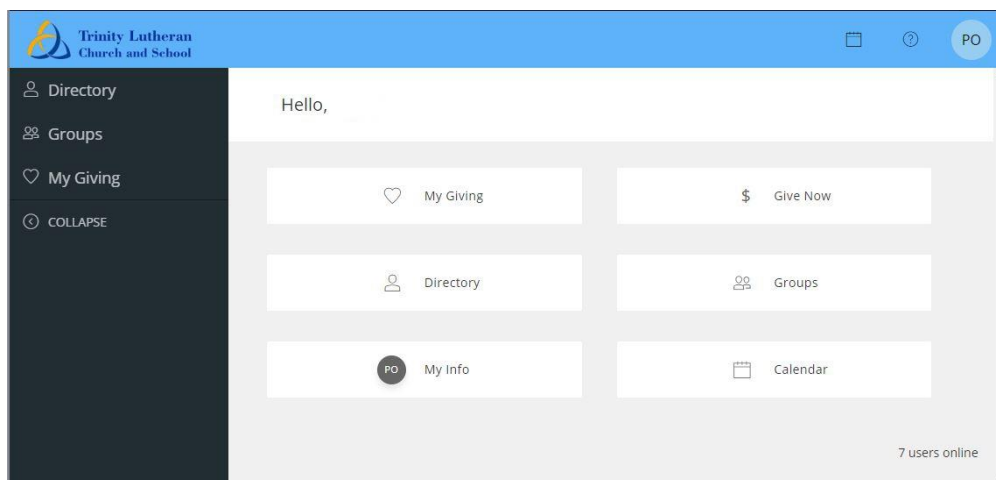 Trinity Lutheran
Church and School
PO
Directory
Groups
My Giving
COLLAPSE
Hello,
My Giving
$ Give Now
Directory
Groups
PO My Info
Calendar
7 users online